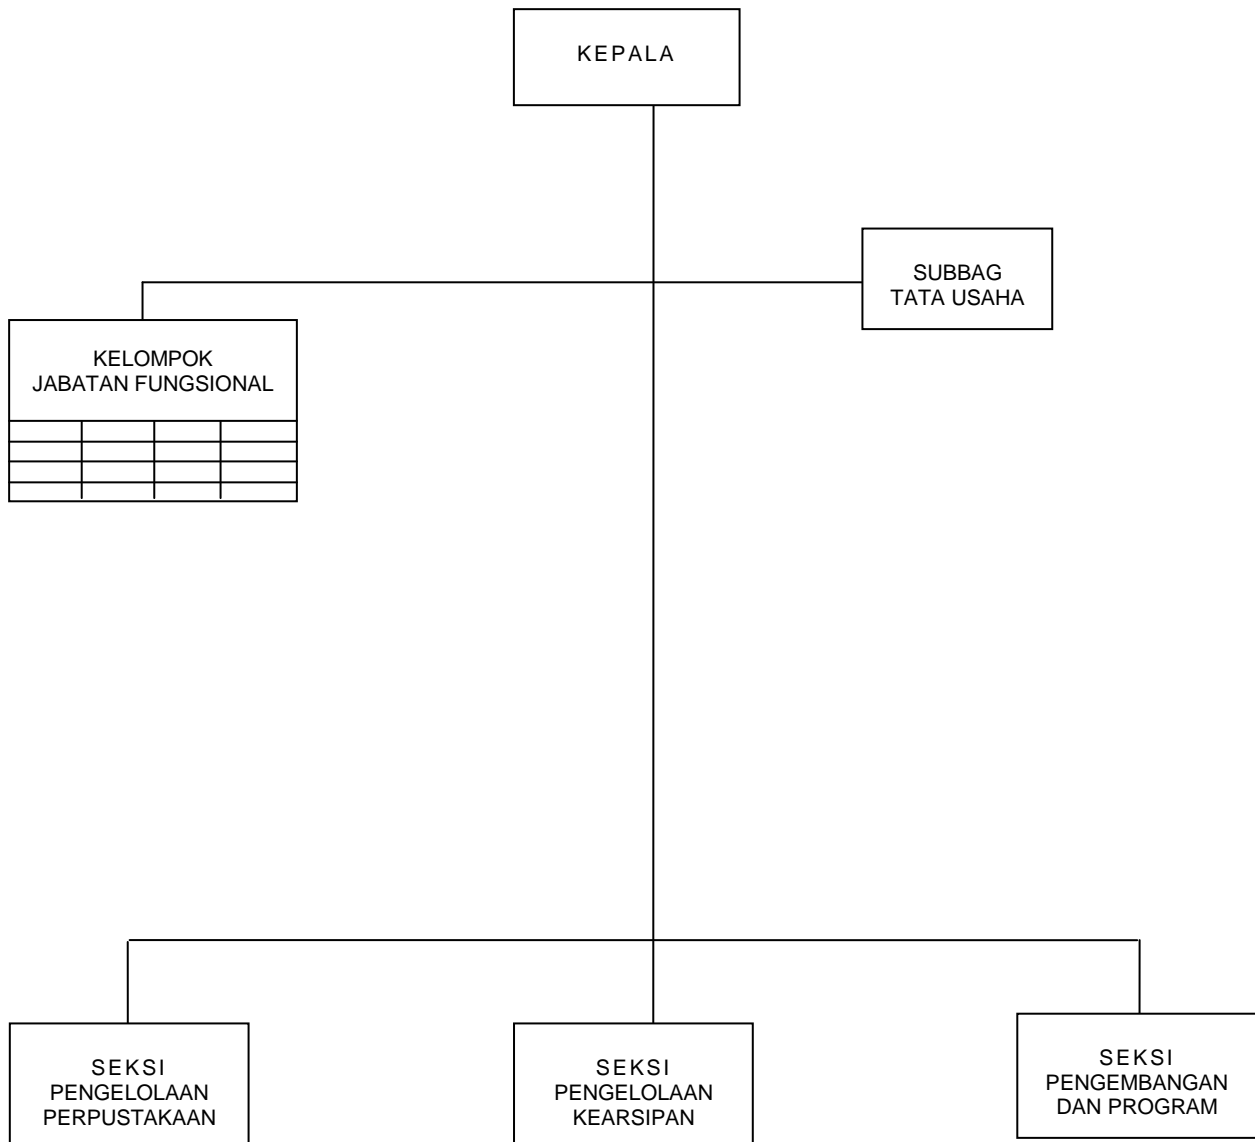 KEPALA
SUBBAG
TATA USAHA
KELOMPOK
JABATAN FUNGSIONAL
SEKSI
PENGELOLAAN
PERPUSTAKAAN
SEKSI
PENGELOLAAN
KEARSIPAN
SEKSI
PENGEMBANGAN
DAN PROGRAM